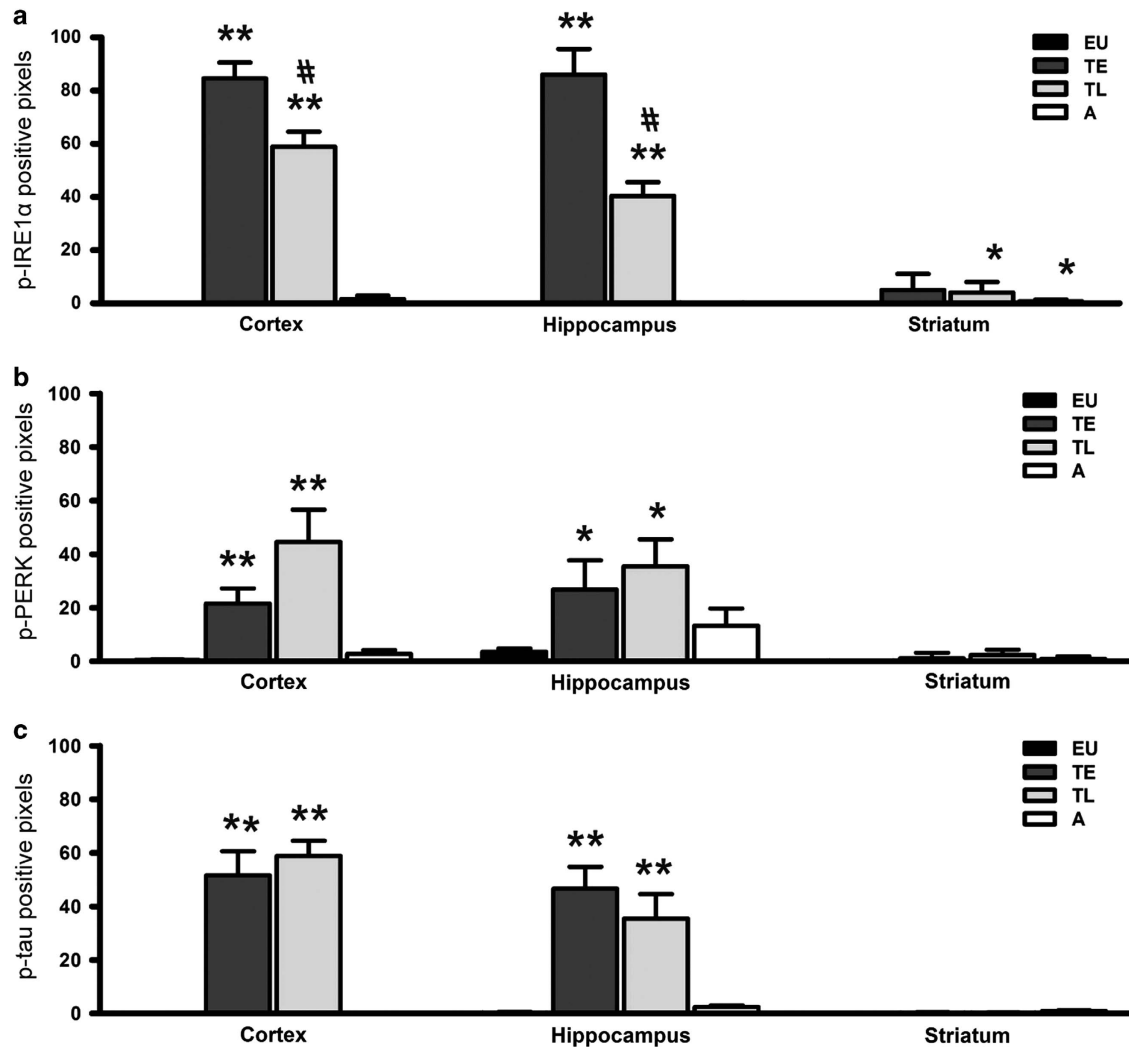 a
p-IRE1α positive pixels
100
80
60
40
20
0
** # ** ** # ** * *
EU
TE
TL
A
Cortex Hippocampus Striatum
b
p-PERK positive pixels
100
80
60
40
20
0
** ** * *
EU
TE
TL
A
Cortex Hippocampus Striatum
c
p-tau positive pixels
100
80
60
40
20
0
** ** ** **
EU
TE
TL
A
Cortex Hippocampus Striatum